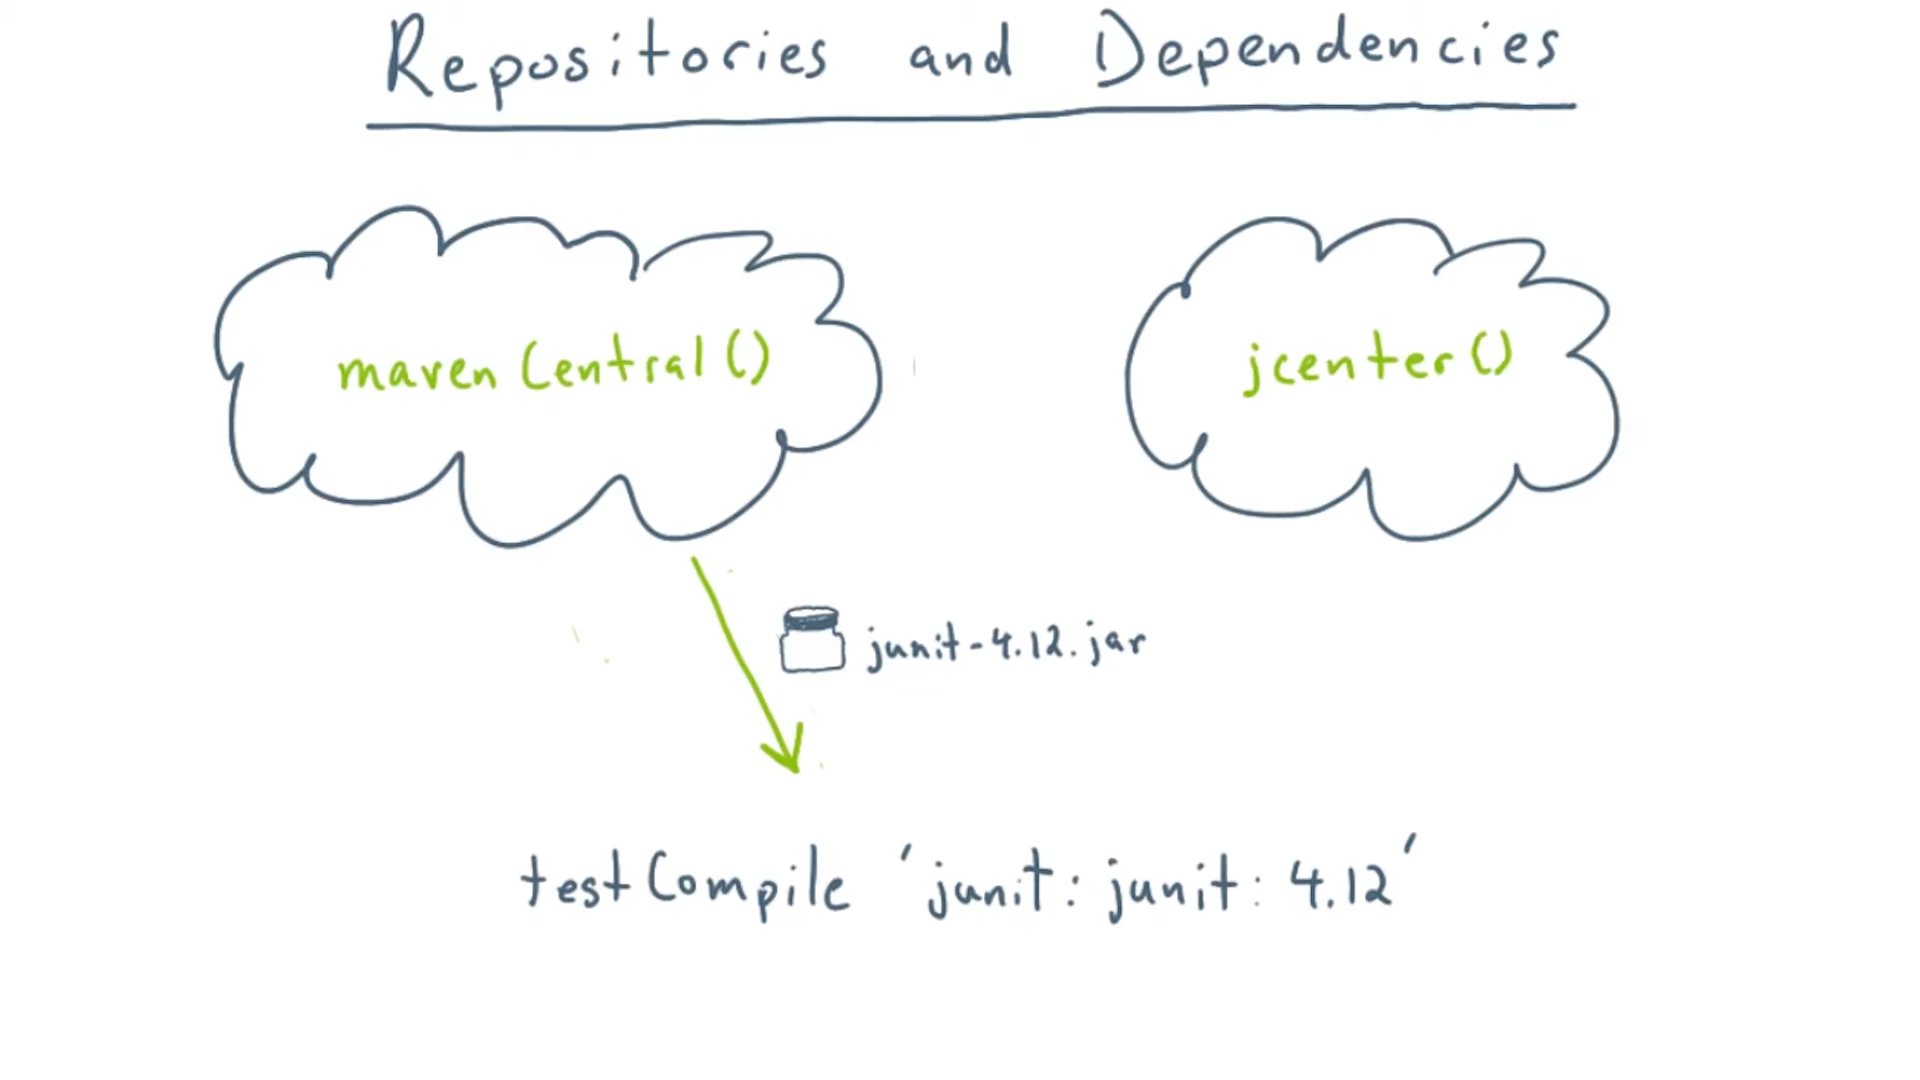 Repositories and Dependencies
mavenCentral()
jcenter()
junit-4.12.jar
testCompile 'junit:junit:4.12'